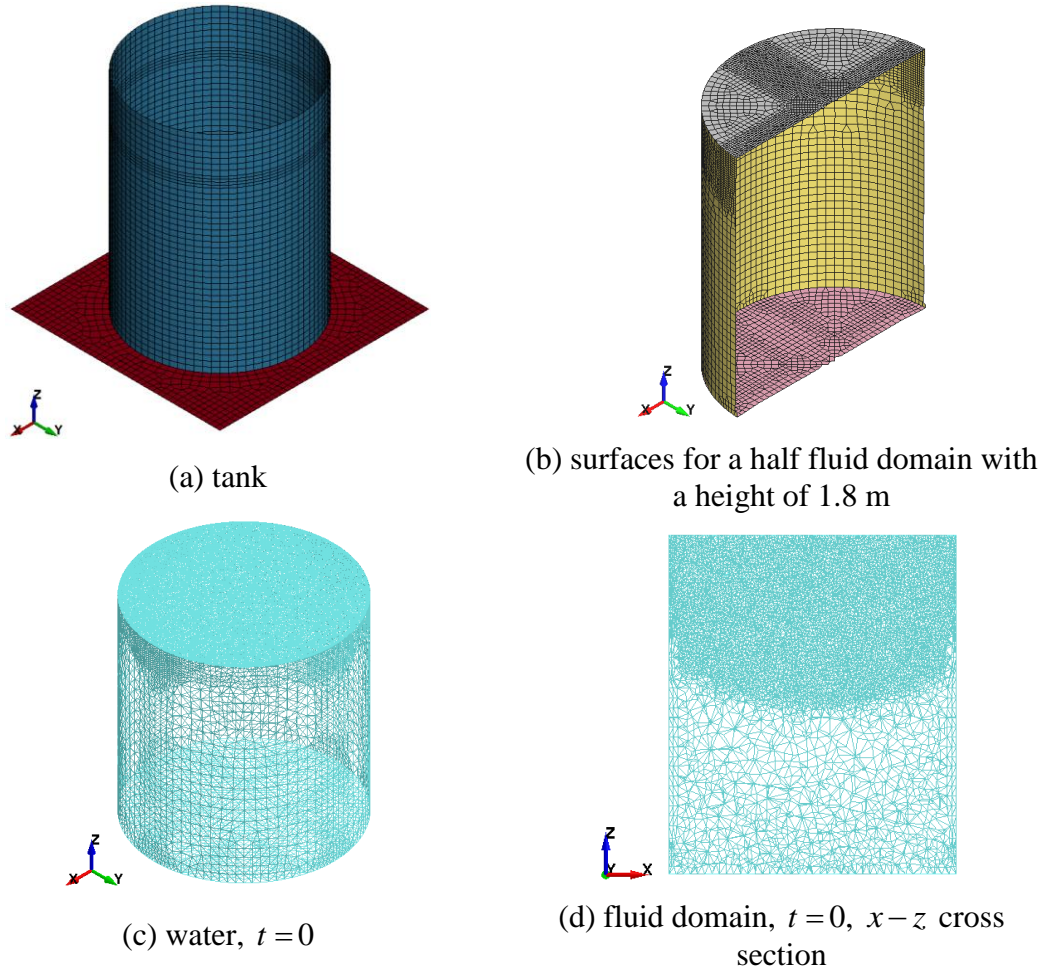 Z
X
Y
(a) tank
Z
X
Y
(b) surfaces for a half fluid domain with
a height of 1.8 m
Z
X
Y
(c) water, t = 0
Z
Y
X
(d) fluid domain, t = 0, x − z cross
section